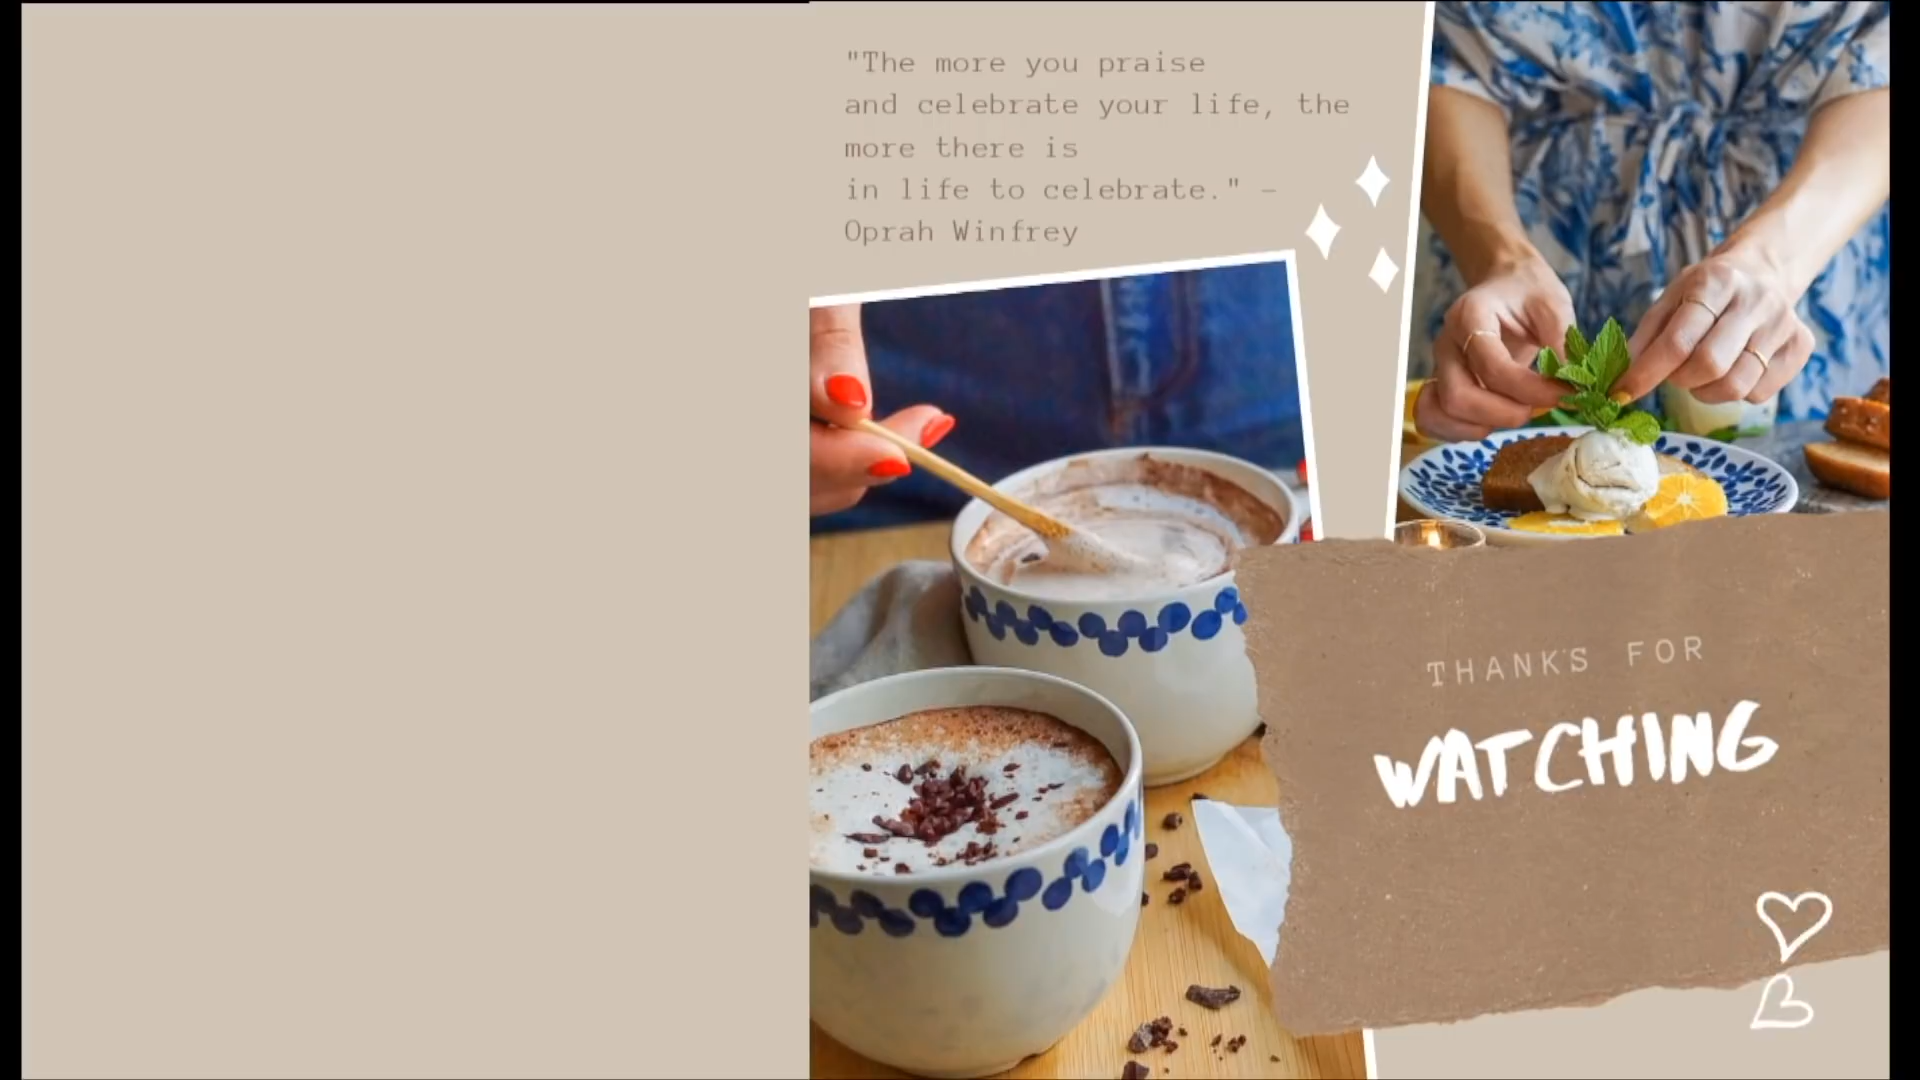 "The more you praise
and celebrate your life, the
more there is
in life to celebrate." -
Oprah Winfrey
THANKS FOR
WATCHING